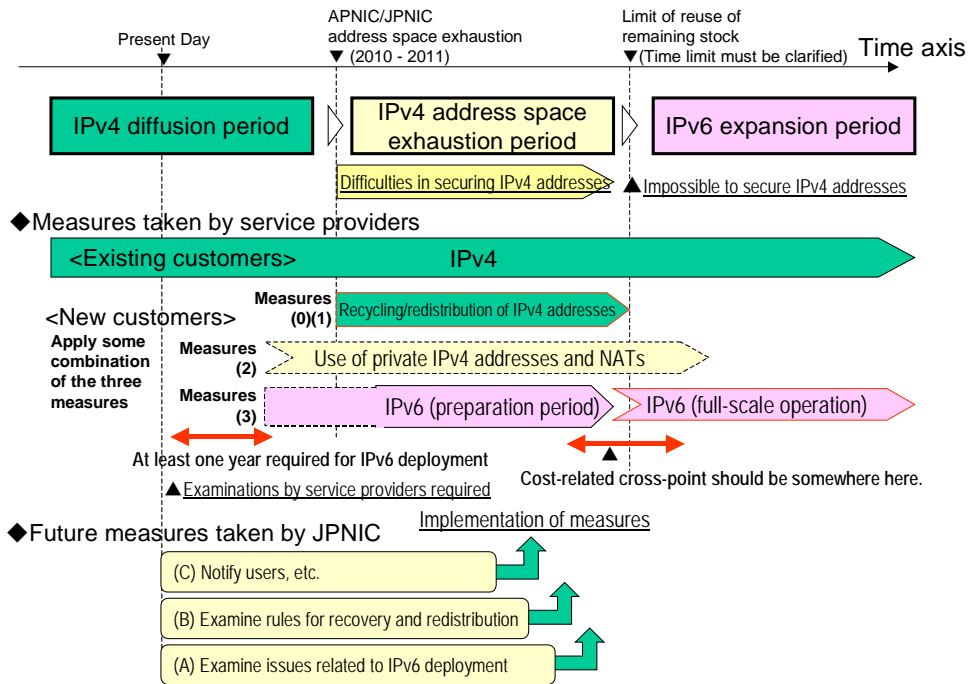 Present Day
APNIC/JPNIC
address space exhaustion
(2010 - 2011)
Limit of reuse of
remaining stock
(Time limit must be clarified)
Time axis
IPv4 diffusion period
IPv4 address space
exhaustion period
IPv6 expansion period
Difficulties in securing IPv4 addresses
▲ Impossible to secure IPv4 addresses
◆Measures taken by service providers
<Existing customers>
IPv4
<New customers>
Apply some
combination
of the three
measures
Measures
(0)(1)
Recycling/redistribution of IPv4 addresses
Measures
(2)
Use of private IPv4 addresses and NATs
Measures
(3)
IPv6 (preparation period)
IPv6 (full-scale operation)
At least one year required for IPv6 deployment
▲ Examinations by service providers required
Cost-related cross-point should be somewhere here.
◆Future measures taken by JPNIC
Implementation of measures
(C) Notify users, etc.
(B) Examine rules for recovery and redistribution
(A) Examine issues related to IPv6 deployment